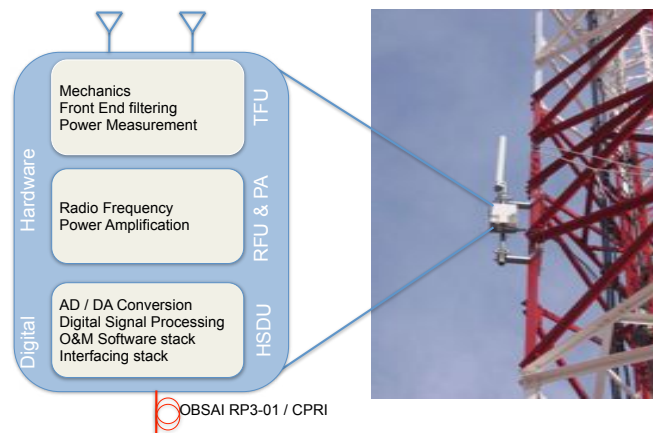 Mechanics
Front End filtering
Power Measurement
TFU
Hardware
Radio Frequency
Power Amplification
RFU & PA
AD / DA Conversion
Digital Signal Processing
O&M Software stack
Interfacing stack
HSDU
Digital
OBSAI RP3-01 / CPRI